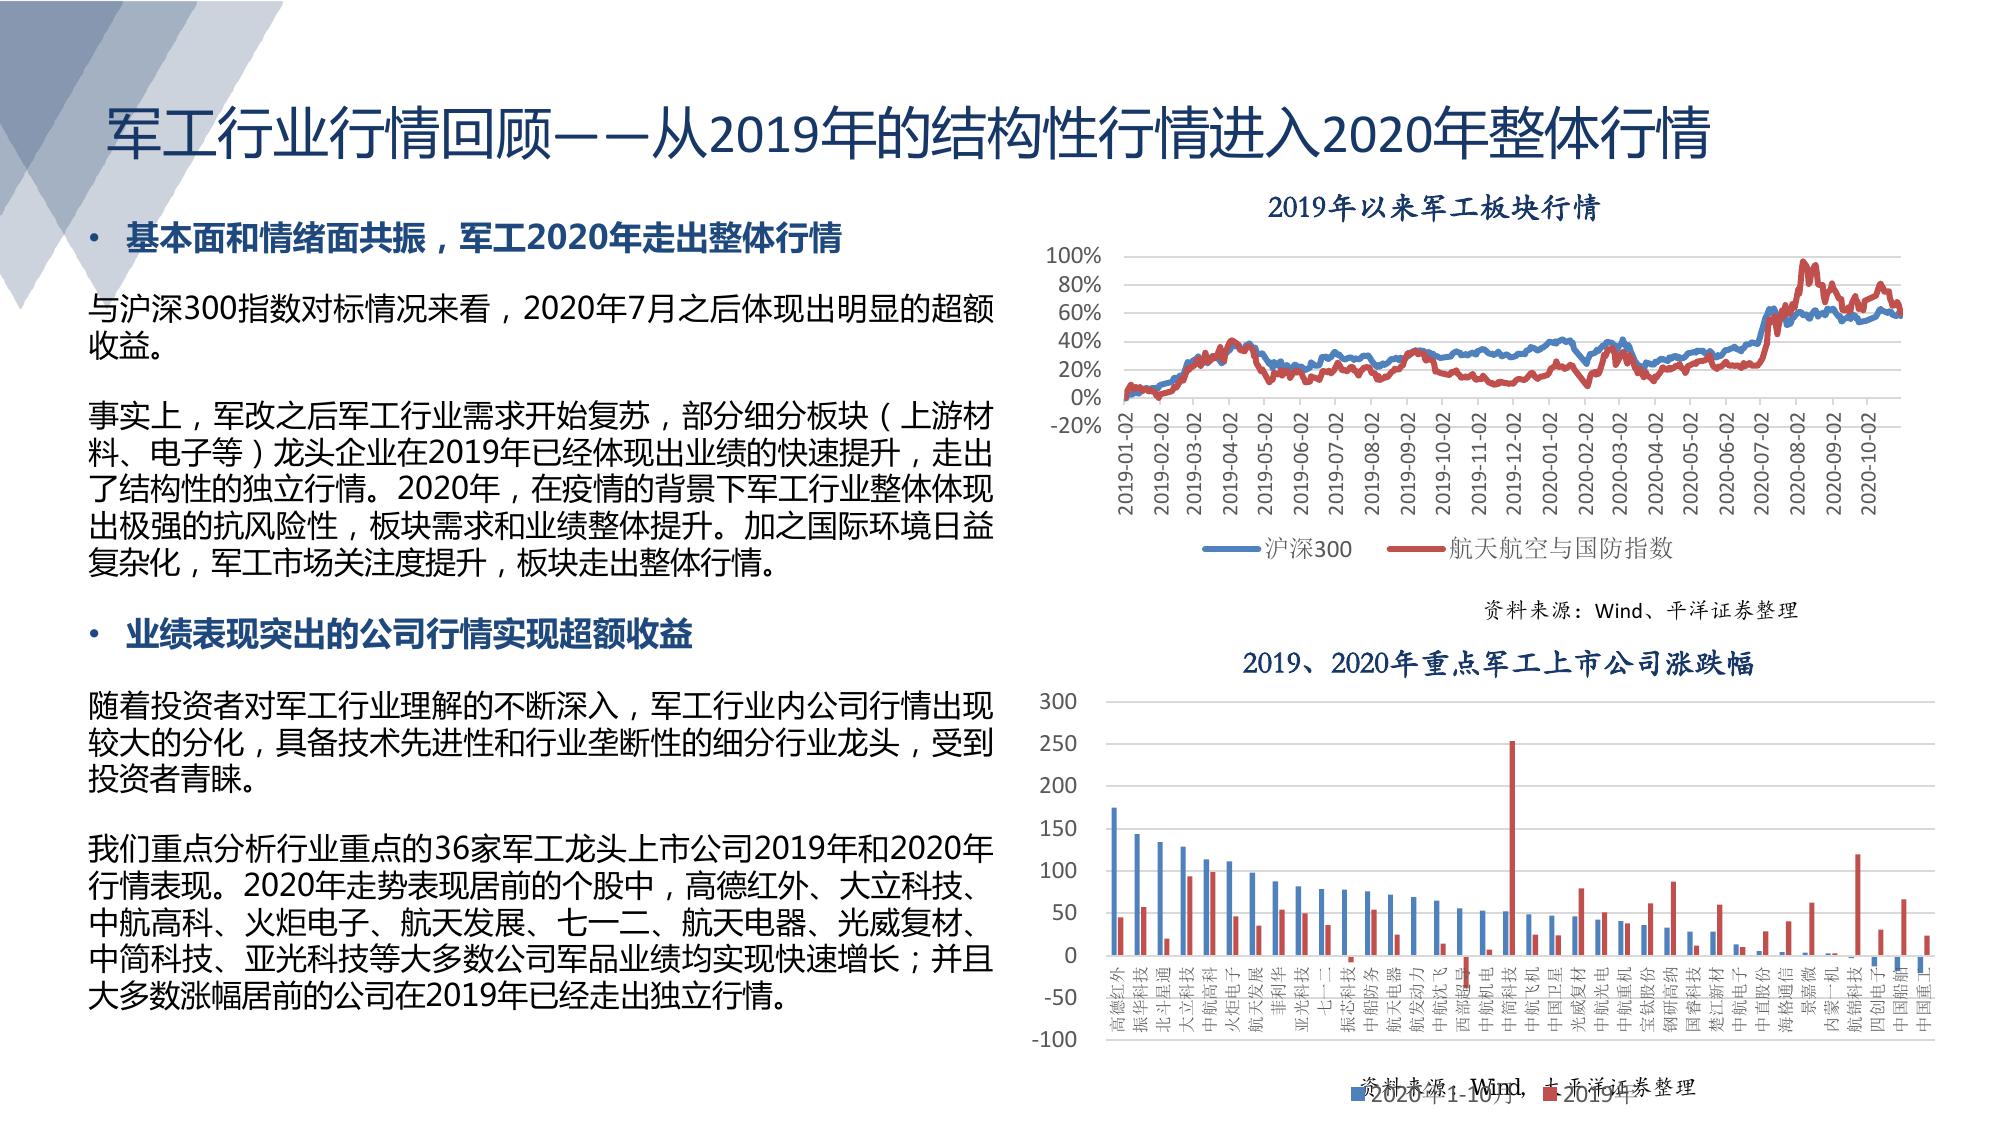 军工行业行情回顾——从2019年的结构性行情进入2020年整体行情
• 基本面和情绪面共振，军工2020年走出整体行情
与沪深300指数对标情况来看，2020年7月之后体现出明显的超额
收益。
事实上，军改之后军工行业需求开始复苏，部分细分板块（上游材
料、电子等）龙头企业在2019年已经体现出业绩的快速提升，走出
了结构性的独立行情。2020年，在疫情的背景下军工行业整体体现
出极强的抗风险性，板块需求和业绩整体提升。加之国际环境日益
复杂化，军工市场关注度提升，板块走出整体行情。
• 业绩表现突出的公司行情实现超额收益
随着投资者对军工行业理解的不断深入，军工行业内公司行情出现
较大的分化，具备技术先进性和行业垄断性的细分行业龙头，受到
投资者青睐。
我们重点分析行业重点的36家军工龙头上市公司2019年和2020年
行情表现。2020年走势表现居前的个股中，高德红外、大立科技、
中航高科、火炬电子、航天发展、七一二、航天电器、光威复材、
中简科技、亚光科技等大多数公司军品业绩均实现快速增长；并且
大多数涨幅居前的公司在2019年已经走出独立行情。
2019年以来军工板块行情
100%
80%
60%
40%
20%
0%
-20%
2019-01-02
2019-02-02
2019-03-02
2019-04-02
2019-05-02
2019-06-02
2019-07-02
2019-08-02
2019-09-02
2019-10-02
2019-11-02
2019-12-02
2020-01-02
2020-02-02
2020-03-02
2020-04-02
2020-05-02
2020-06-02
2020-07-02
2020-08-02
2020-09-02
2020-10-02
沪深300 航天航空与国防指数
资料来源：Wind、平洋证券整理
2019、2020年重点军工上市公司涨跌幅
300
250
200
150
100
50
0
-50
-100
高德红外
振华科技
北斗星通
大立科技
中航高科
火炬电子
航天发展
菲利华
亚光科技
七一二
振芯科技
中船防务
航天电器
航发动力
中航沈飞
西部超导
中航机电
中简科技
中航飞机
中国卫星
光威复材
中航光电
中航重机
宝钛股份
钢研高纳
国睿科技
楚江新材
中航电子
中直股份
海格通信
景嘉微
内蒙一机
航锦科技
四创电子
中国船舶
中国重工
2020年1-10月 2019年
资料来源：Wind，太平洋证券整理